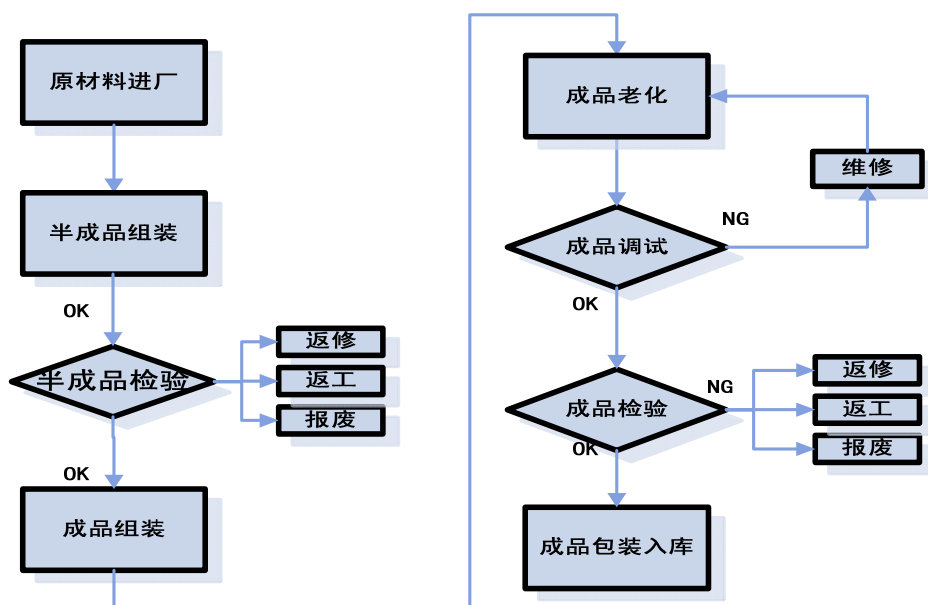 原材料进厂
半成品组装
OK
半成品检验
返修
返工
报废
OK
成品组装
成品老化
维修
NG
成品调试
OK
NG
成品检验
返修
返工
报废
OK
成品包装入库